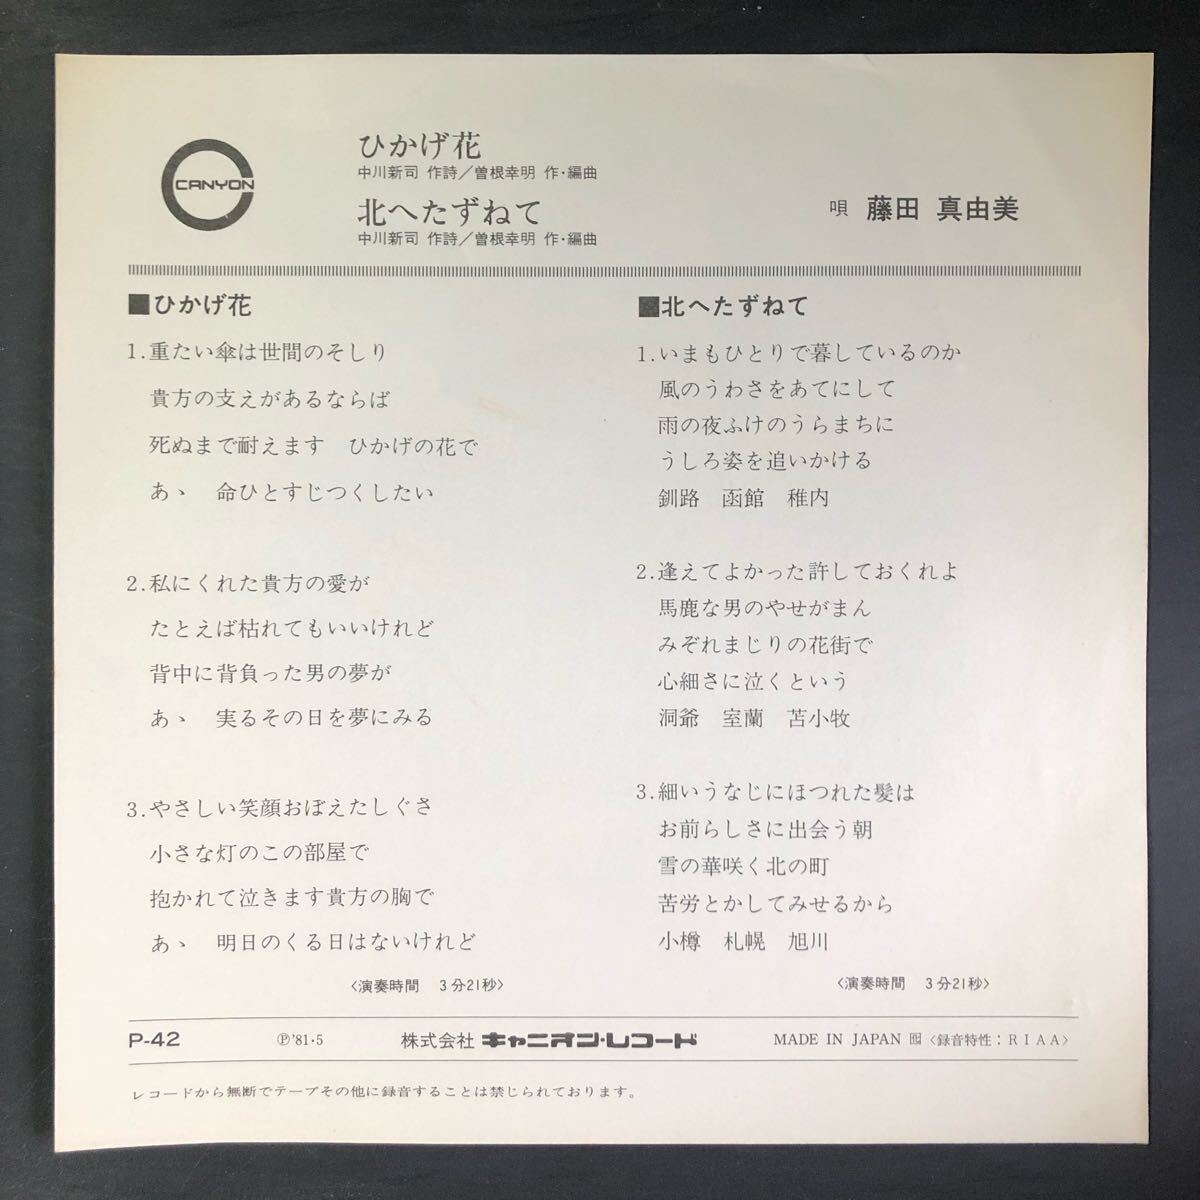 CANYON
ひかげ花
中川新司 作詩／曽根幸明 作・編曲
北へたずねて
中川新司 作詩／曽根幸明 作・編曲
唄 藤田 真由美
■ひかげ花
1.重たい傘は世間のそしり
貴方の支えがあるならば
死ぬまで耐えます ひかげの花で
あゝ 命ひとすじつくしたい
2.私にくれた貴方の愛が
たとえば枯れてもいいけれど
背中に背負った男の夢が
あゝ 実るその日を夢にみる
3.やさしい笑顔おぼえたしぐさ
小さな灯のこの部屋で
抱かれて泣きます貴方の胸で
あゝ 明日のくる日はないけれど
〈演奏時間 3分21秒〉
■北へたずねて
1.いまもひとりで暮しているのか
風のうわさをあてにして
雨の夜ふけのうらまちに
うしろ姿を追いかける
釧路 函館 稚内
2.逢えてよかった許しておくれよ
馬鹿な男のやせがまん
みぞれまじりの花街で
心細さに泣くという
洞爺 室蘭 苫小牧
3.細いうなじにほつれた髪は
お前らしさに出会う朝
雪の華咲く北の町
苦労とかしてみせるから
小樽 札幌 旭川
〈演奏時間 3分21秒〉
P-42 Ⓟ'81・5 株式会社 キャニオン・レコード MADE IN JAPAN 〈録音特性：RIAA〉
レコードから無断でテープその他に録音することは禁じられております。